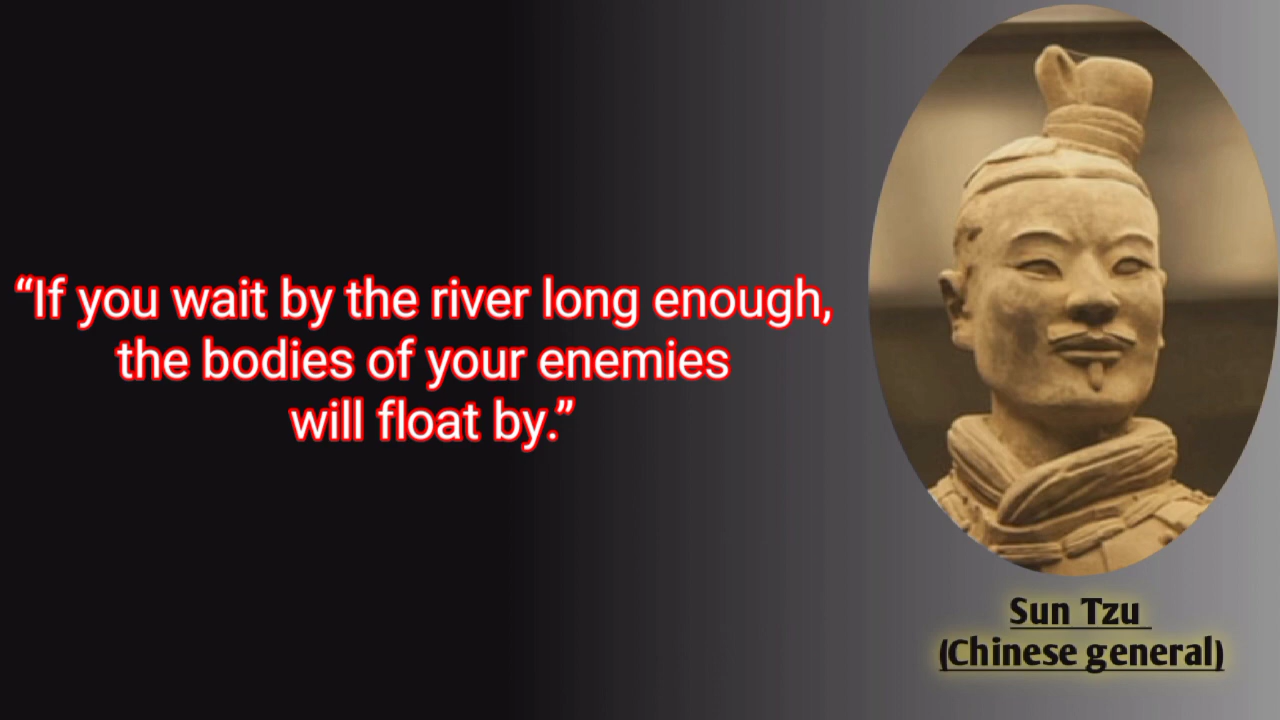 “If you wait by the river long enough,
the bodies of your enemies
will float by.”
Sun Tzu
(Chinese general)